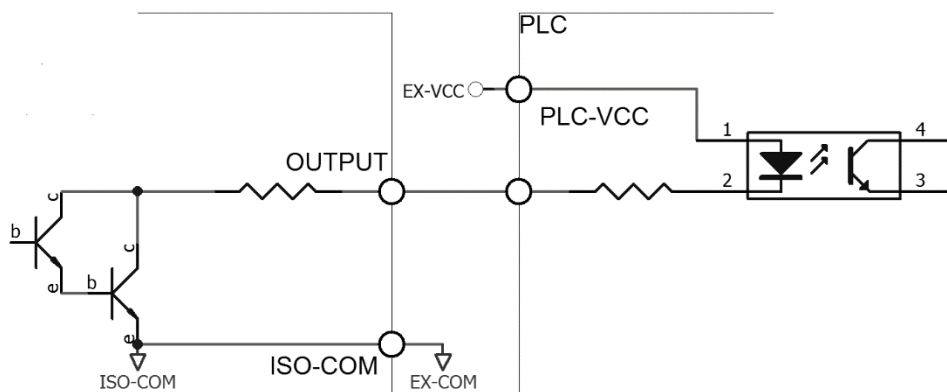 PLC
EX-VCC
PLC-VCC
1
4
OUTPUT
2
3
c
b
c
e
b
e
ISO-COM
ISO-COM
EX-COM